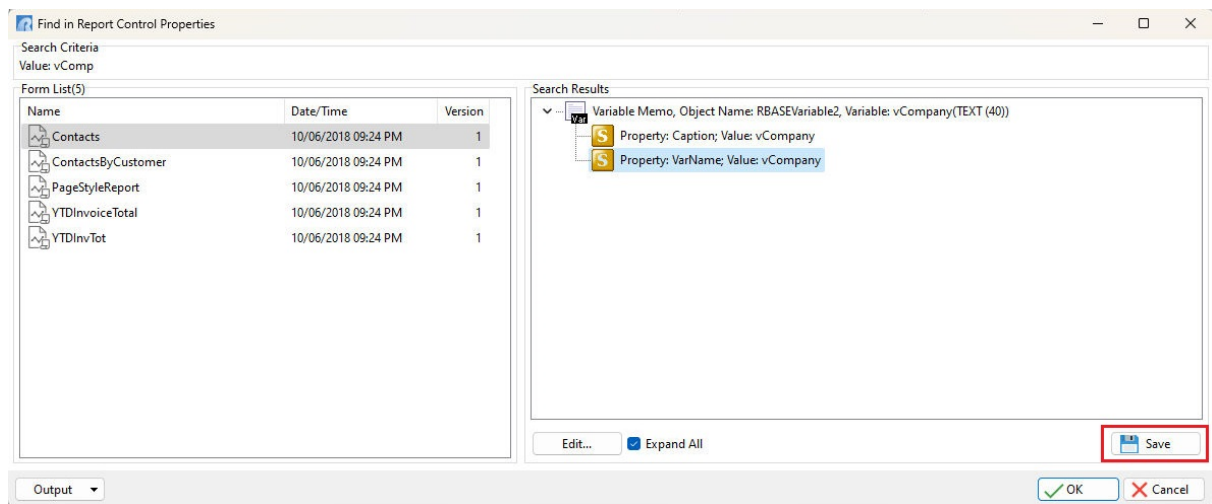 Find in Report Control Properties
Search Criteria
Value: vComp
Form List(5)
Name Date/Time Version
Contacts 10/06/2018 09:24 PM 1
ContactsByCustomer 10/06/2018 09:24 PM 1
PageStyleReport 10/06/2018 09:24 PM 1
YTDInvoiceTotal 10/06/2018 09:24 PM 1
YTDInvTot 10/06/2018 09:24 PM 1
Search Results
Var
Variable Memo, Object Name: RBASEVariable2, Variable: vCompany(TEXT (40))
S Property: Caption; Value: vCompany
S Property: VarName; Value: vCompany
Edit... Expand All Save
Output OK Cancel